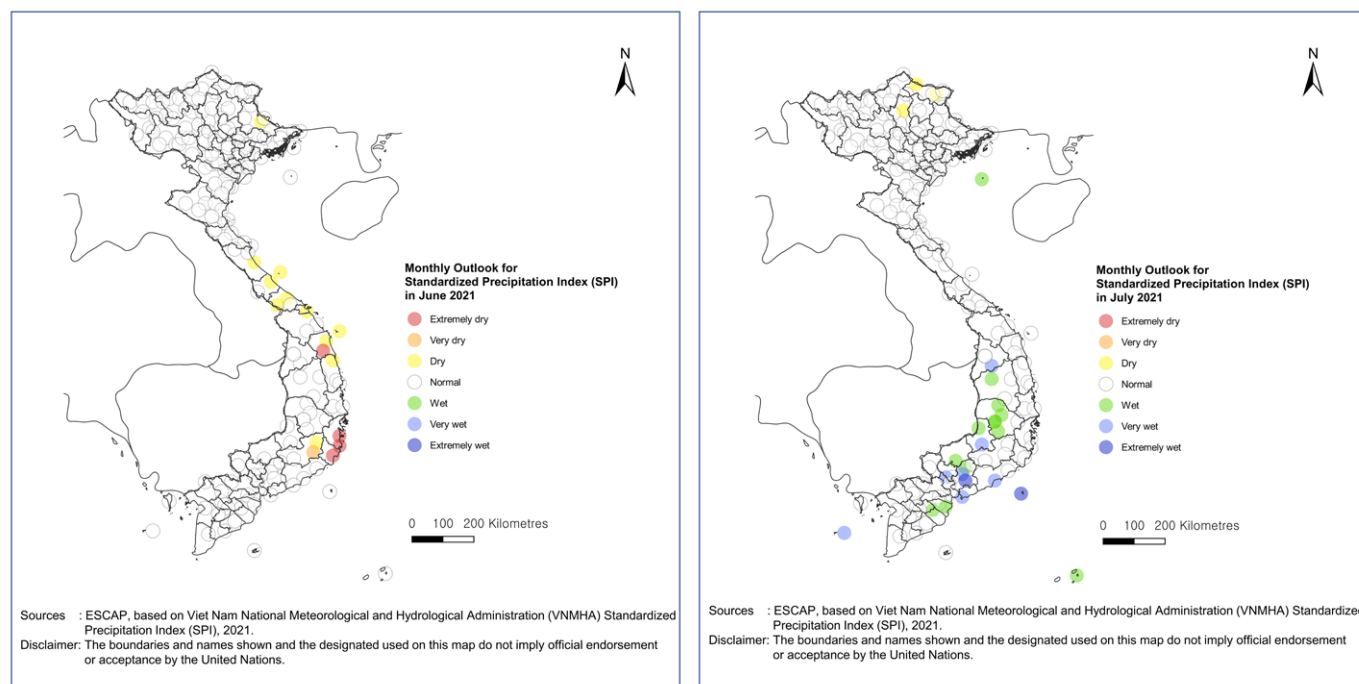 N
Monthly Outlook for
Standardized Precipitation Index (SPI)
in June 2021
Extremely dry
Very dry
Dry
Normal
Wet
Very wet
Extremely wet
0 100 200 Kilometres
Sources : ESCAP, based on Viet Nam National Meteorological and Hydrological Administration (VNMHA) Standardized
Precipitation Index (SPI), 2021.
Disclaimer: The boundaries and names shown and the designated used on this map do not imply official endorsement
or acceptance by the United Nations.
N
Monthly Outlook for
Standardized Precipitation Index (SPI)
in July 2021
Extremely dry
Very dry
Dry
Normal
Wet
Very wet
Extremely wet
0 100 200 Kilometres
Sources : ESCAP, based on Viet Nam National Meteorological and Hydrological Administration (VNMHA) Standardized
Precipitation Index (SPI), 2021.
Disclaimer: The boundaries and names shown and the designated used on this map do not imply official endorsement
or acceptance by the United Nations.